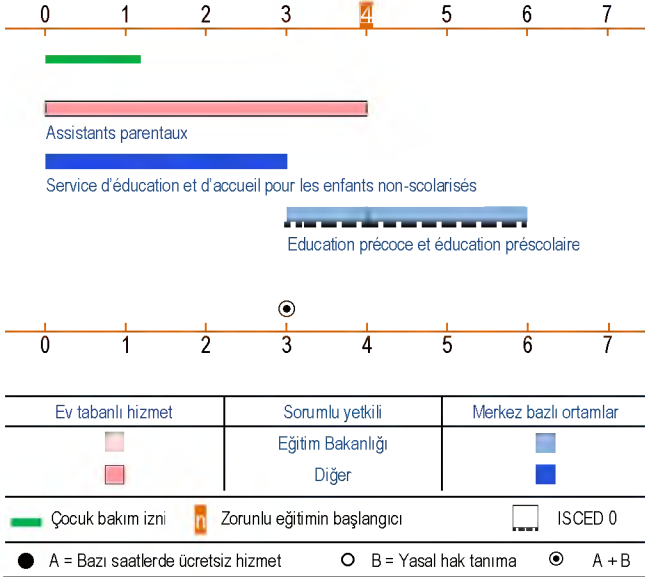 0 1 2 3 4 5 6 7
Assistants parentaux
Service d'éducation et d'accueil pour les enfants non-scolarisés
Education précoce et éducation préscolaire
0 1 2 3 4 5 6 7
Ev tabanlı hizmet Sorumlu yetkili Merkez bazlı ortamlar
Eğitim Bakanlığı
Diğer
Çocuk bakım izni n Zorunlu eğitimin başlangıcı ISCED 0
A = Bazı saatlerde ücretsiz hizmet B = Yasal hak tanıma A + B